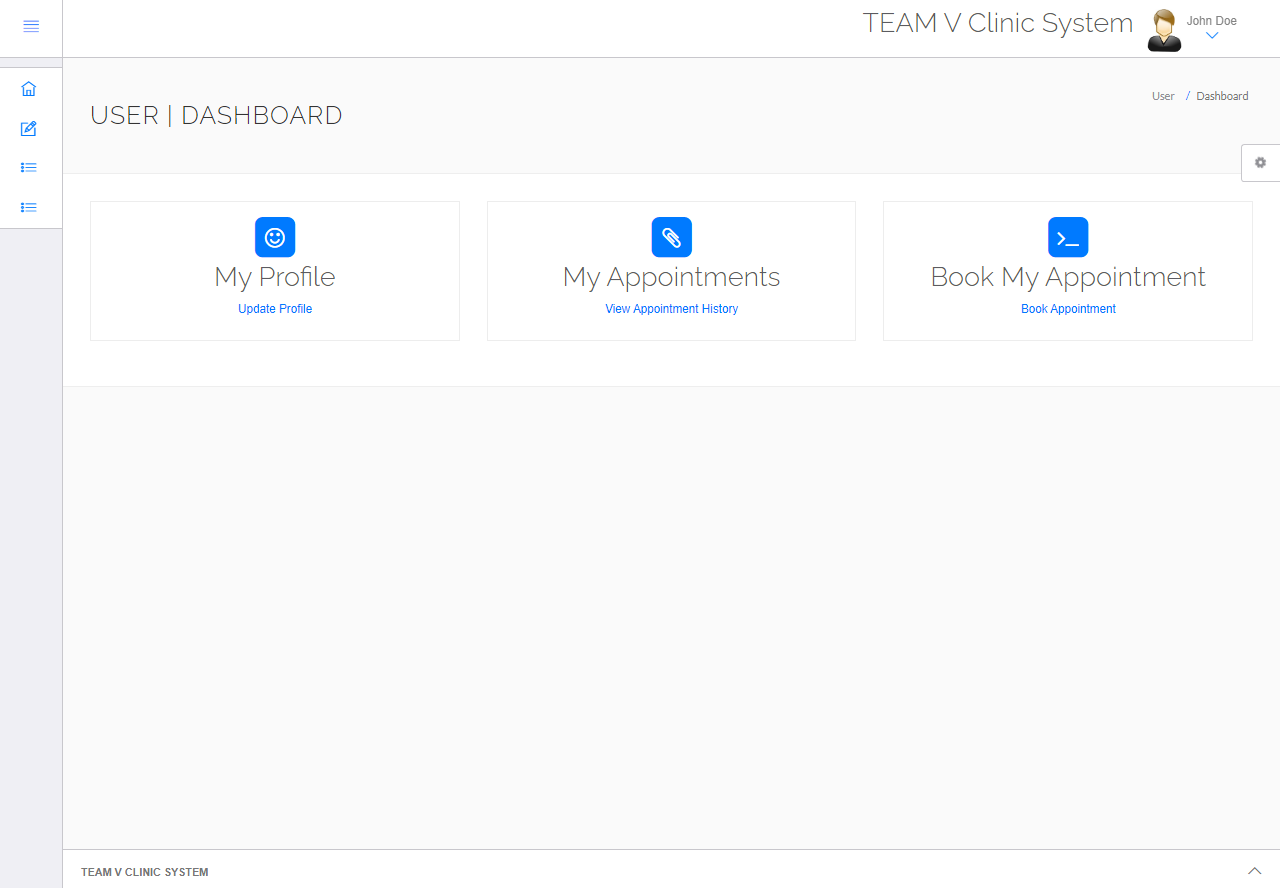 TEAM V Clinic System
John Doe
USER | DASHBOARD
User / Dashboard
My Profile
Update Profile
My Appointments
View Appointment History
Book My Appointment
Book Appointment
TEAM V CLINIC SYSTEM